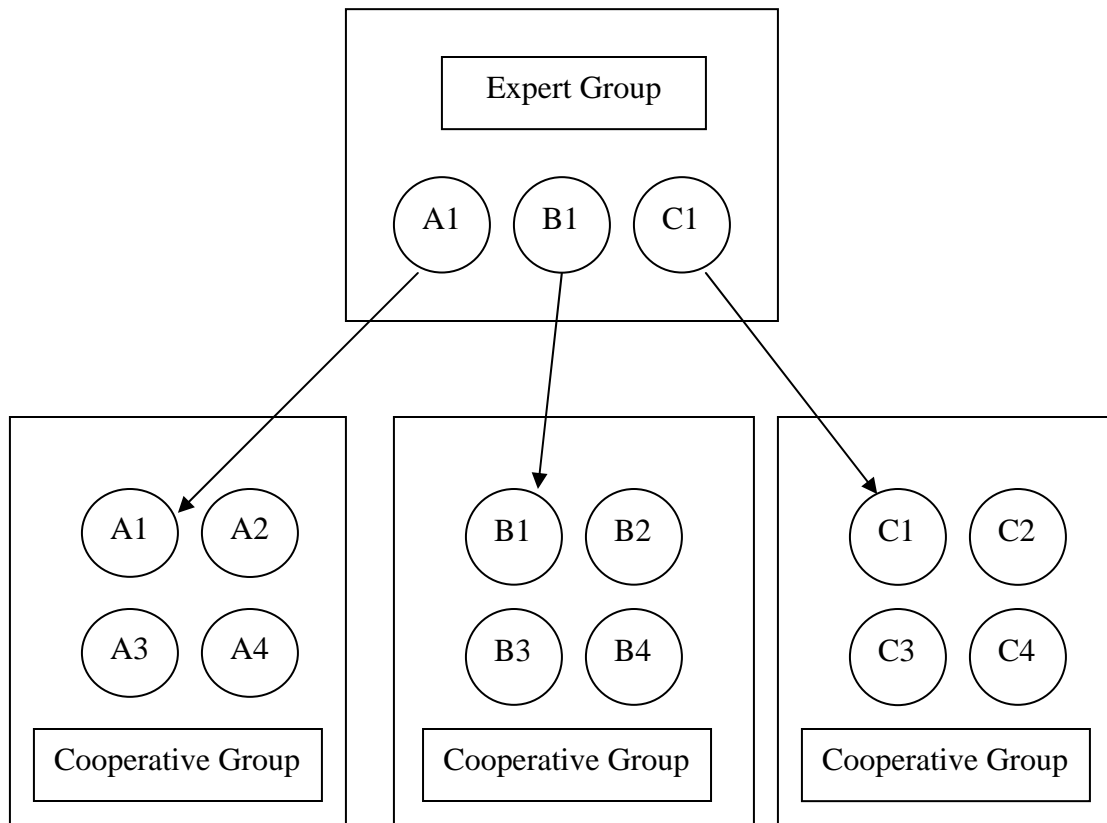 Expert Group
A1 B1 C1
A1 A2 B1 B2 C1 C2
A3 A4 B3 B4 C3 C4
Cooperative Group Cooperative Group Cooperative Group